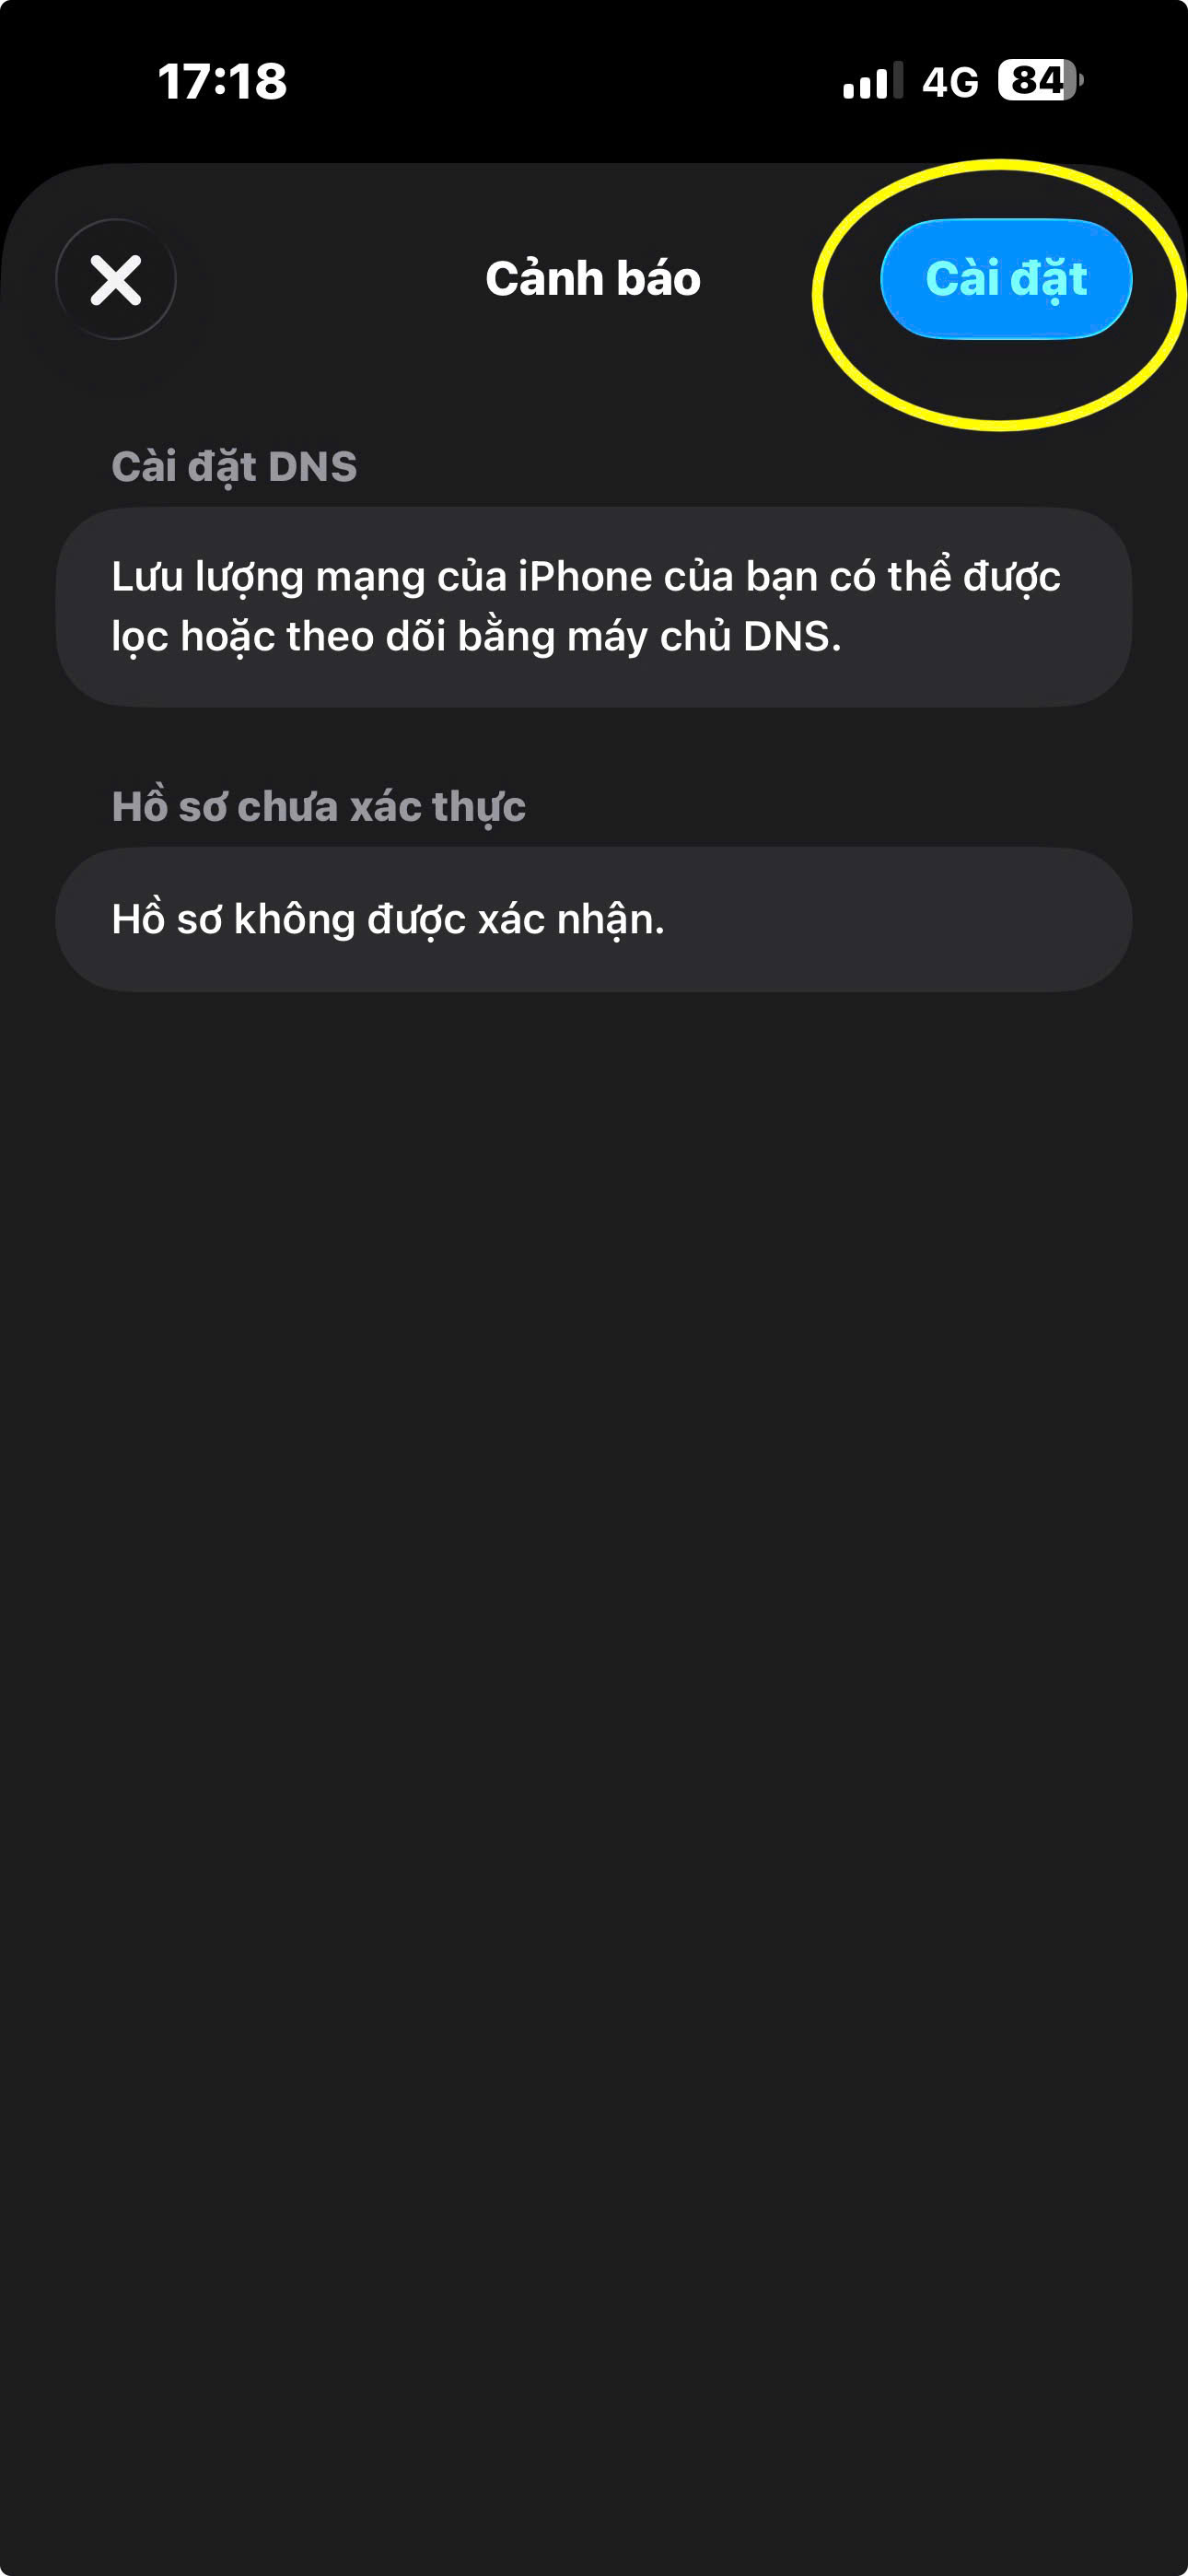 17:18
4G
84
Cảnh báo
Cài đặt
Cài đặt DNS
Lưu lượng mạng của iPhone của bạn có thể được
lọc hoặc theo dõi bằng máy chủ DNS.
Hồ sơ chưa xác thực
Hồ sơ không được xác nhận.